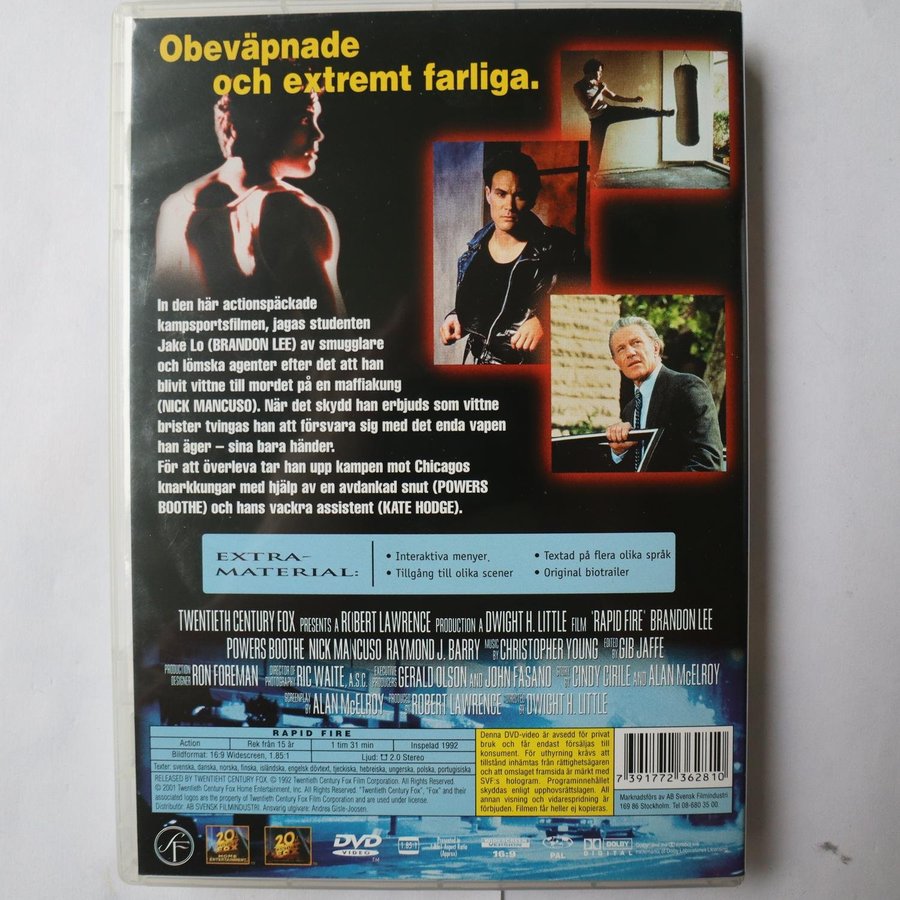 Obeväpnade
och extremt farliga.
In den här actionspäckade
kampsportsfilmen, jagas studenten
Jake Lo (BRANDON LEE) av smugglare
och lömska agenter efter det att han
blivit vittne till mordet på en maffiakung
(NICK MANCUSO). När det skydd han erbjuds som vittne
brister tvingas han att försvara sig med det enda vapen
han äger – sina bara händer.
För att överleva tar han upp kampen mot Chicagos
knarkkungar med hjälp av en avdankad snut (POWERS
BOOTHE) och hans vackra assistent (KATE HODGE).
EXTRA-
MATERIAL:
• Interaktiva menyer.
• Tillgång till olika scener
• Textad på flera olika språk
• Original biotrailer
TWENTIETH CENTURY FOX PRESENTS A ROBERT LAWRENCE PRODUCTION A DWIGHT H. LITTLE FILM "RAPID FIRE" BRANDON LEE
POWERS BOOTHE NICK MANCUSO RAYMOND J. BARRY MUSIC BY CHRISTOPHER YOUNG EDITED BY GIB JAFFE
PRODUCTION DESIGNER RON FOREMAN DIRECTOR OF PHOTOGRAPHY RIC WAITE, A.S.C. EXECUTIVE PRODUCERS GERALD OLSON AND JOHN FASANO STORY BY CINDY CIRILE AND ALAN McELROY
SCREENPLAY BY ALAN McELROY PRODUCED BY ROBERT LAWRENCE DIRECTED BY DWIGHT H. LITTLE
RAPID FIRE
Action
Rek från 15 år
1 tim 31 min
Inspelad 1992
Bildformat: 16:9 Widescreen, 1.85:1
Ljud: 2.0 Stereo
Texter: svenska, danska, norska, finska, isländska, engelsk dövtext, tjeckiska, hebreiska, ungerska, polska, portugisiska
RELEASED BY TWENTIEHT CENTURY FOX. © 1992 Twentieth Century Fox Film Corporation. All Rights Reserved.
© 2001 Twentieth Century Fox Home Entertainment, Inc. All Rights Reserved. "Twentieth Century Fox", "Fox" and their
associated logos are the property of Twentieth Century Fox Film Corporation and are used under license.
Distributör: AB SVENSK FILMINDUSTRI. Ansvarig utgivare: Andrea Gisle-Joosen.
Denna DVD-video är avsedd för privat
bruk och får endast försäljas till
konsument. För uthyrning krävs att
tillstånd inhämtas från rättighetsägaren
och att omslaget framsida är märkt med
SVF:s hologram. Programinnehållet
skyddas enligt upphovsrättslagen. All
annan visning och vidarespridning är
förbjuden. Filmen får heller ej kopieras.
7 391772 362810
Marknadsförs av AB Svensk Filmindustri
169 86 Stockholm. Tel 08-680 35 00.
SF
20th CENTURY FOX
HOME ENTERTAINMENT
20th CENTURY FOX
DVD
VIDEO
TM
1.85:1
16:9
PAL
DOLBY
DIGITAL